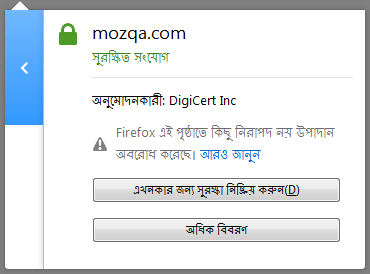 mozqa.com
সুরক্ষিত সংযোগ
অনুমোদনকারী: DigiCert Inc
Firefox এই পৃষ্ঠাতে কিছু নিরাপদ নয় উপাদান
অবরোধ করেছে। আরও জানুন
এখনকার জন্য সুরক্ষা নিষ্ক্রিয় করুন(D)
অধিক বিবরণ